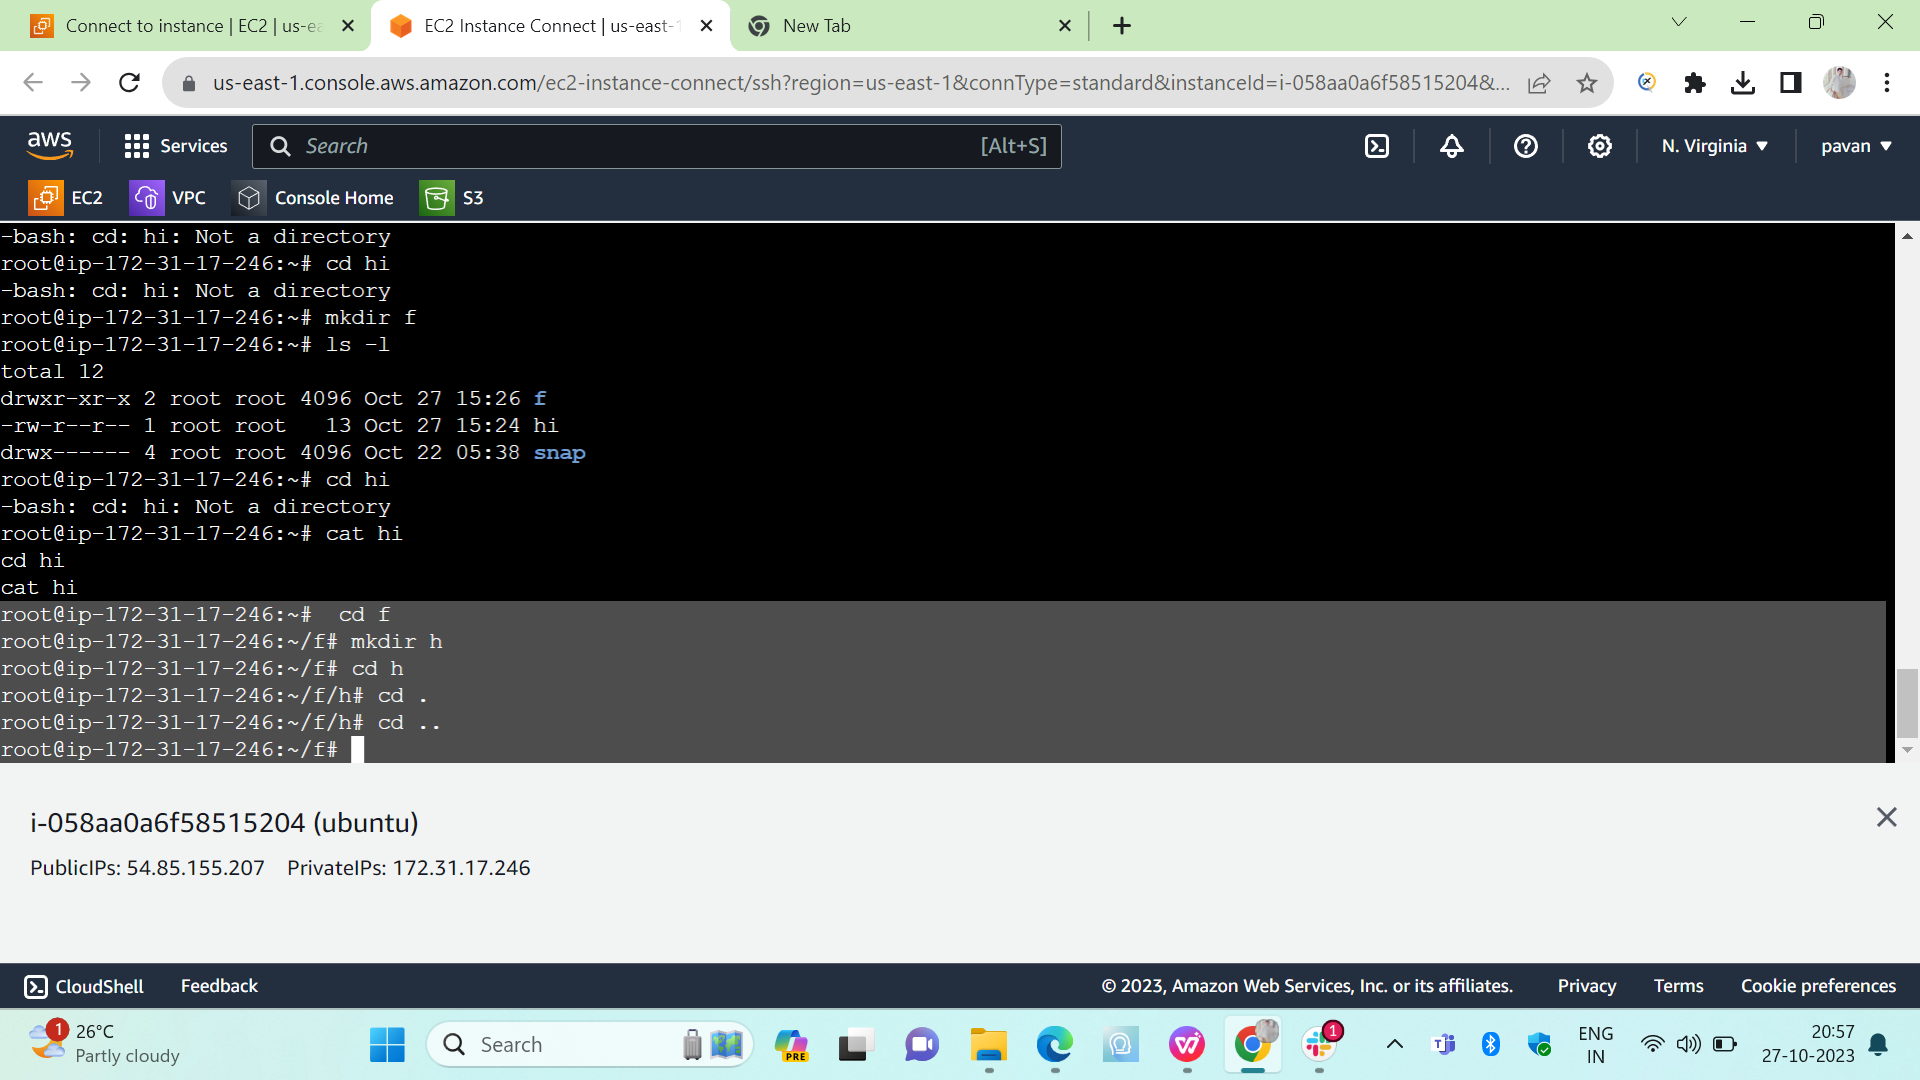 Connect to instance | EC2 | us-ea
EC2 Instance Connect | us-east-1
New Tab
us-east-1.console.aws.amazon.com/ec2-instance-connect/ssh?region=us-east-1&connType=standard&instanceId=i-058aa0a6f58515204&...
aws
Services
Search
[Alt+S]
N. Virginia
pavan
EC2
VPC
Console Home
S3
-bash: cd: hi: Not a directory
root@ip-172-31-17-246:~# cd hi
-bash: cd: hi: Not a directory
root@ip-172-31-17-246:~# mkdir f
root@ip-172-31-17-246:~# ls -l
total 12
drwxr-xr-x 2 root root 4096 Oct 27 15:26 f
-rw-r--r-- 1 root root   13 Oct 27 15:24 hi
drwx------ 4 root root 4096 Oct 22 05:38 snap
root@ip-172-31-17-246:~# cd hi
-bash: cd: hi: Not a directory
root@ip-172-31-17-246:~# cat hi
cd hi
cat hi
root@ip-172-31-17-246:~#  cd f
root@ip-172-31-17-246:~/f# mkdir h
root@ip-172-31-17-246:~/f# cd h
root@ip-172-31-17-246:~/f/h# cd .
root@ip-172-31-17-246:~/f/h# cd ..
root@ip-172-31-17-246:~/f#
i-058aa0a6f58515204 (ubuntu)
PublicIPs: 54.85.155.207 PrivateIPs: 172.31.17.246
CloudShell
Feedback
© 2023, Amazon Web Services, Inc. or its affiliates.
Privacy
Terms
Cookie preferences
1
26°C
Partly cloudy
Search
PRE
1
ENG
IN
20:57
27-10-2023